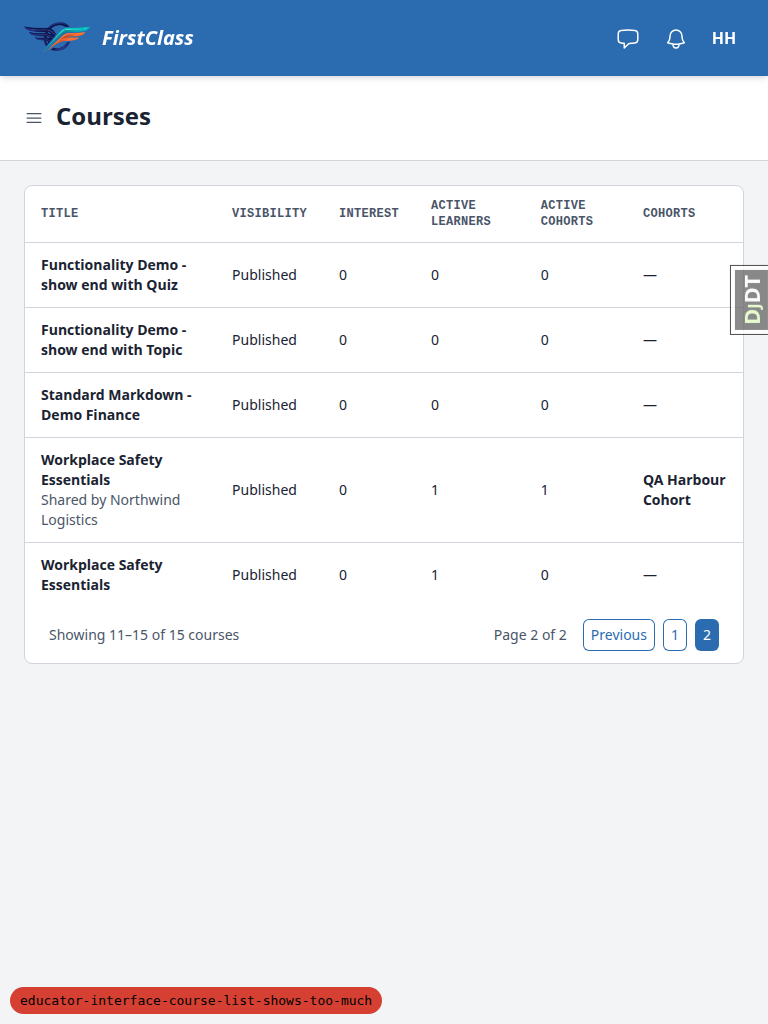 FirstClass
HH
Courses
TITLE VISIBILITY INTEREST ACTIVE LEARNERS ACTIVE COHORTS COHORTS
Functionality Demo -
show end with Quiz
Published 0 0 0 —
Functionality Demo -
show end with Topic
Published 0 0 0 —
Standard Markdown -
Demo Finance
Published 0 0 0 —
Workplace Safety
Essentials
Shared by Northwind
Logistics
Published 0 1 1
QA Harbour
Cohort
Workplace Safety
Essentials
Published 0 1 0 —
Showing 11–15 of 15 courses Page 2 of 2 Previous 1 2
DjDT
educator-interface-course-list-shows-too-much